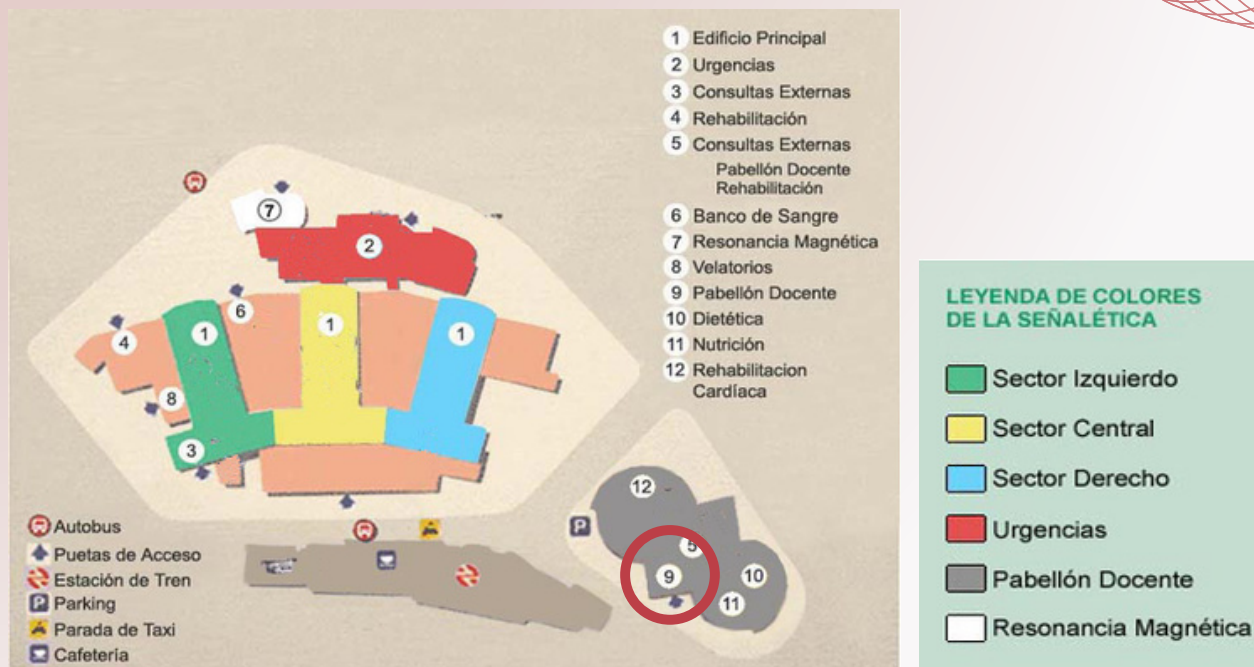 1 Edificio Principal
2 Urgencias
3 Consultas Externas
4 Rehabilitación
5 Consultas Externas
Pabellón Docente
Rehabilitación
6 Banco de Sangre
7 Resonancia Magnética
8 Velatorios
9 Pabellón Docente
10 Dietética
11 Nutrición
12 Rehabilitacion
Cardíaca
7
2
6
1
1
1
4
8
3
12
5
9
10
11
P
Autobus
Puetas de Acceso
Estación de Tren
P Parking
Parada de Taxi
Cafetería
LEYENDA DE COLORES
DE LA SEÑALÉTICA
Sector Izquierdo
Sector Central
Sector Derecho
Urgencias
Pabellón Docente
Resonancia Magnética